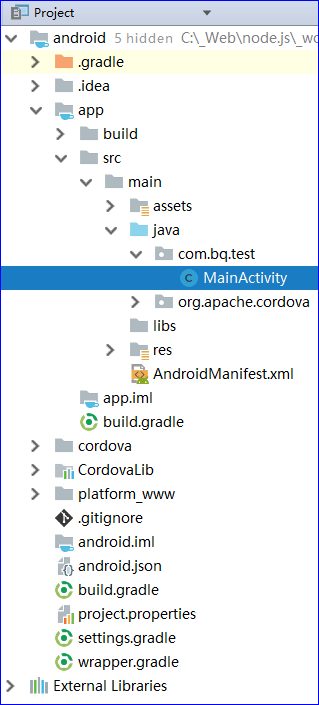 Project
android 5 hidden C:\_Web\node.js\_wo
.gradle
.idea
app
build
src
main
assets
java
com.bq.test
MainActivity
org.apache.cordova
libs
res
AndroidManifest.xml
app.iml
build.gradle
cordova
CordovaLib
platform_www
.gitignore
android.iml
android.json
build.gradle
project.properties
settings.gradle
wrapper.gradle
External Libraries